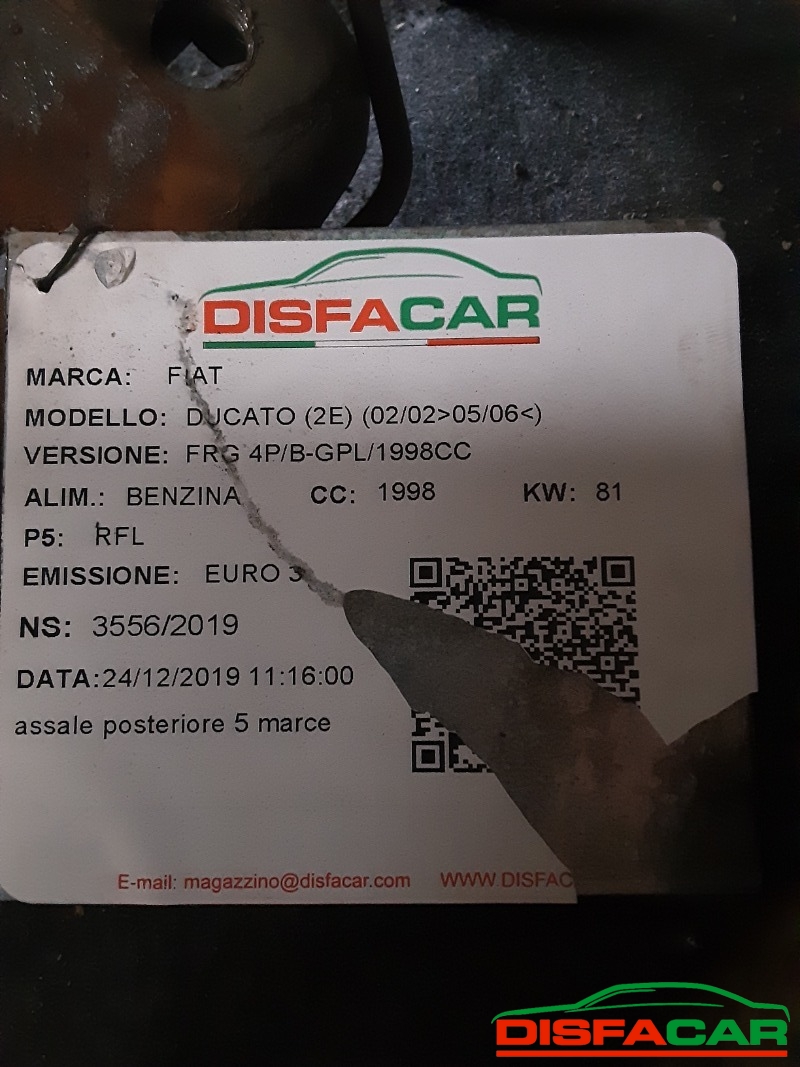 DISFACAR
MARCA: FIAT
MODELLO: DUCATO (2E) (02/02>05/06<)
VERSIONE: FRG 4P/B-GPL/1998CC
ALIM.: BENZINA CC: 1998 KW: 81
P5: RFL
EMISSIONE: EURO 3
NS: 3556/2019
DATA:24/12/2019 11:16:00
assale posteriore 5 marce
E-mail: magazzino@disfacar.com WWW.DISFAC
DISFACAR